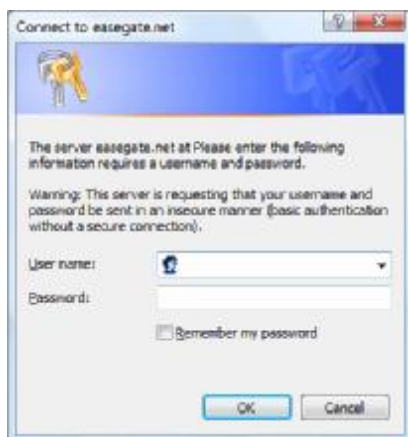 Connect to easegate.net
The server easegate.net at Please enter the following
information requires a username and password.
Warning: This server is requesting that your username and
password be sent in an insecure manner (basic authentication
without a secure connection).
User name:
Password:
Remember my password
OK Cancel